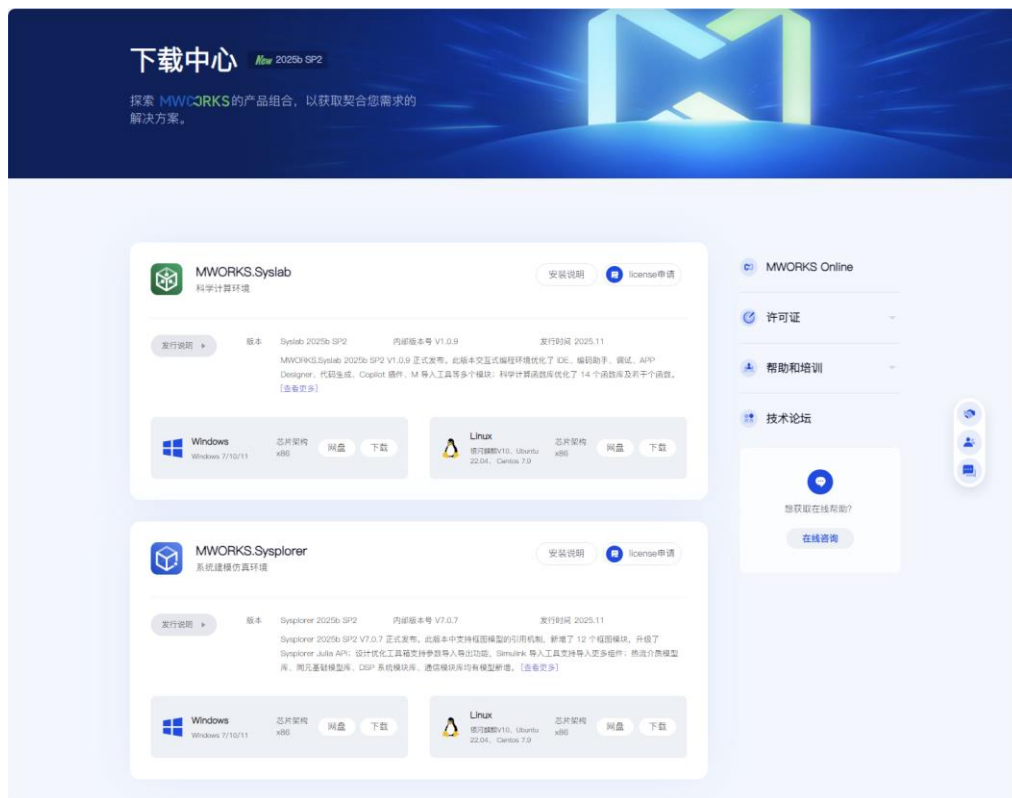 下载中心 New 2025b SP2
探索 MWORKS的产品组合，以获取契合您需求的
解决方案。
MWORKS.Syslab
科学计算环境
安装说明
license申请
发行说明
版本 Syslab 2025b SP2 内部版本号 V1.0.9 发行时间 2025.11
MWORKS.Syslab 2025b SP2 V1.0.9 正式发布。此版本交互式编程环境优化了 IDE、编码助手、调试、APP
Designer、代码生成、Copilot 插件、M 导入工具等多个模块；科学计算函数库优化了 14 个函数库及若干个函数。
[查看更多]
Windows
Windows 7/10/11
芯片架构
x86
网盘
下载
Linux
银河麒麟V10、Ubuntu
22.04、Centos 7.9
芯片架构
x86
网盘
下载
MWORKS.Sysplorer
系统建模仿真环境
安装说明
license申请
发行说明
版本 Sysplorer 2025b SP2 内部版本号 V7.0.7 发行时间 2025.11
Sysplorer 2025b SP2 V7.0.7 正式发布。此版本中支持框图模型的引用机制，新增了 12 个框图模块，升级了
Sysplorer Julia API；设计优化工具箱支持参数导入导出功能，Simulink 导入工具支持导入更多组件；热流介质模型
库、同元基础模型库、DSP 系统模块库、通信模块库均有模型新增。[查看更多]
Windows
Windows 7/10/11
芯片架构
x86
网盘
下载
Linux
银河麒麟V10、Ubuntu
22.04、Centos 7.9
芯片架构
x86
网盘
下载
MWORKS Online
许可证
帮助和培训
技术论坛
想获取在线帮助?
在线咨询